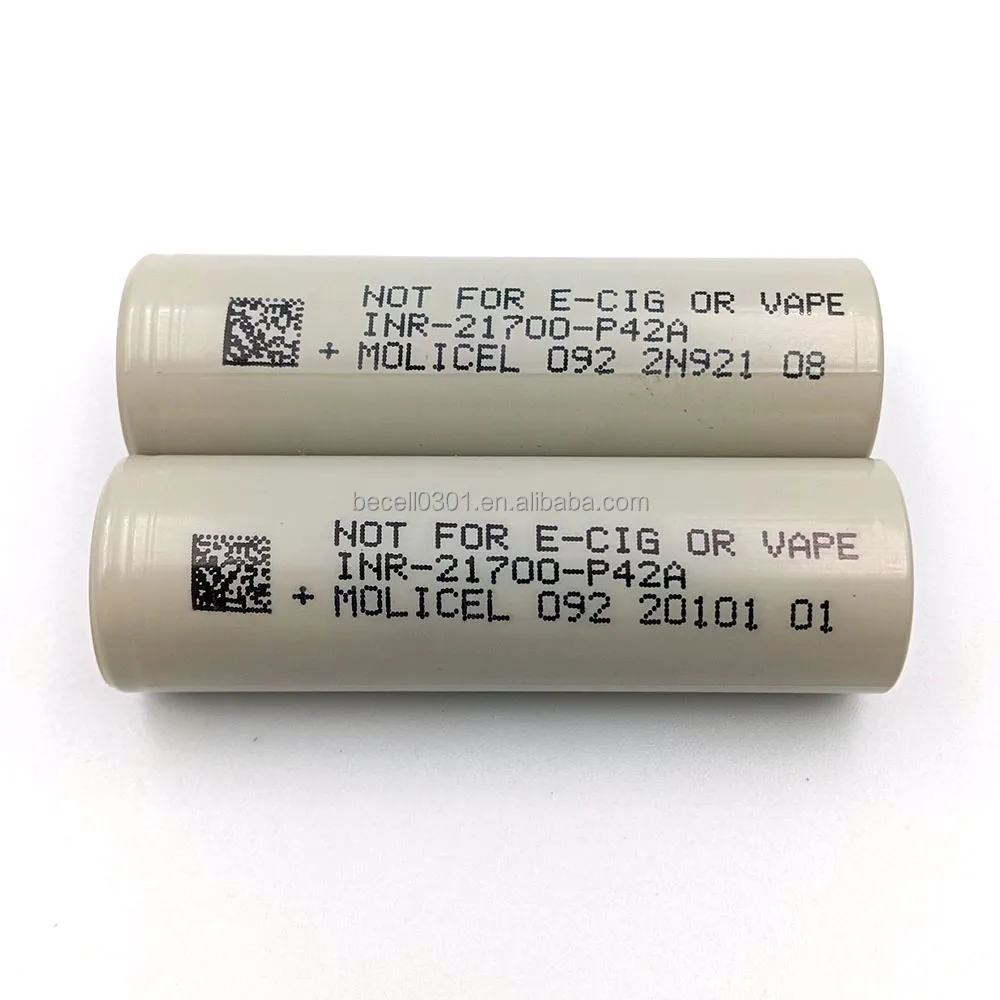 NOT FOR E-CIG OR VAPE
INR-21700-P42A
+ MOLICEL 092 2N921 08
becell0301.en.alibaba.com
NOT FOR E-CIG OR VAPE
INR-21700-P42A
+ MOLICEL 092 20101 01